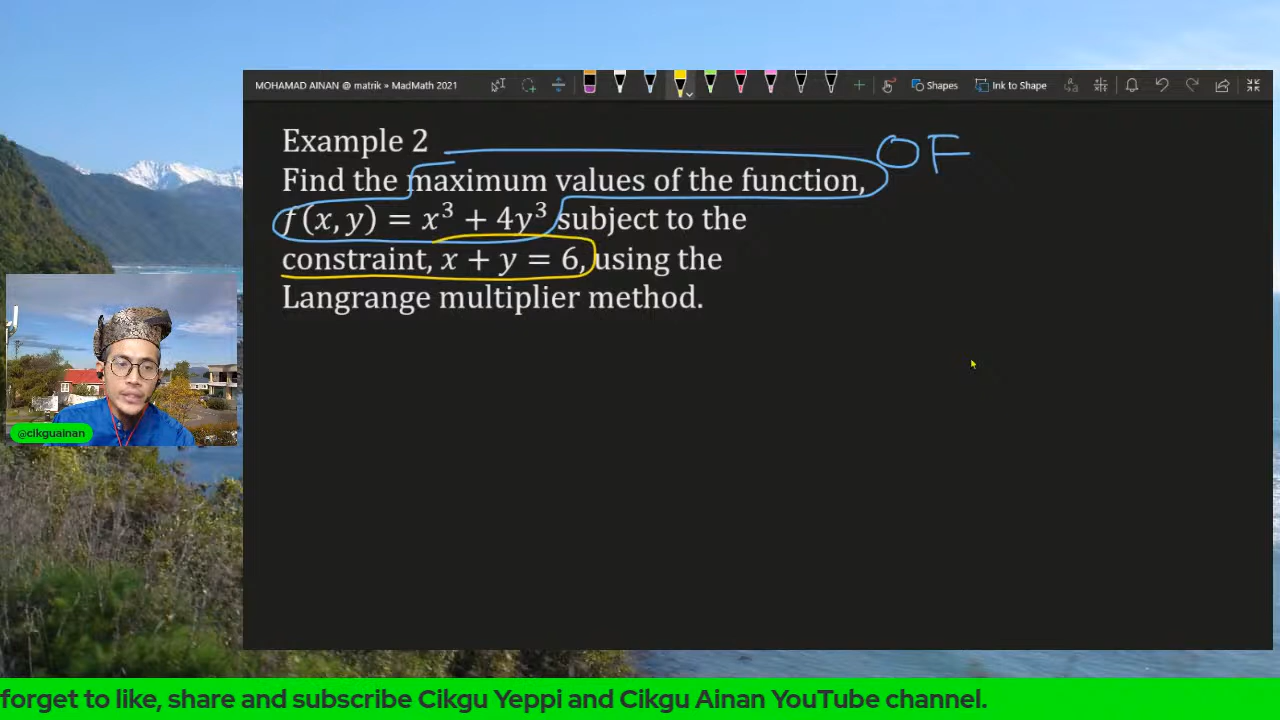 MOHAMAD AINAN @ matrik » MadMath 2021
Shapes
Ink to Shape
Example 2
OF
Find the maximum values of the function,
f(x, y) = x³ + 4y³ subject to the
constraint, x + y = 6, using the
Langrange multiplier method.
@cikguainan
forget to like, share and subscribe Cikgu Yeppi and Cikgu Ainan YouTube channel.